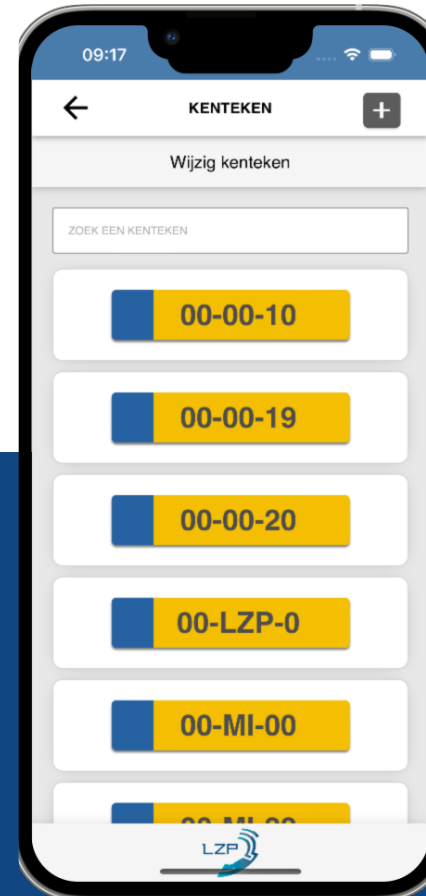 09:17
KENTEKEN
Wijzig kenteken
ZOEK EEN KENTEKEN
00-00-10
00-00-19
00-00-20
00-LZP-0
00-MI-00
LZP